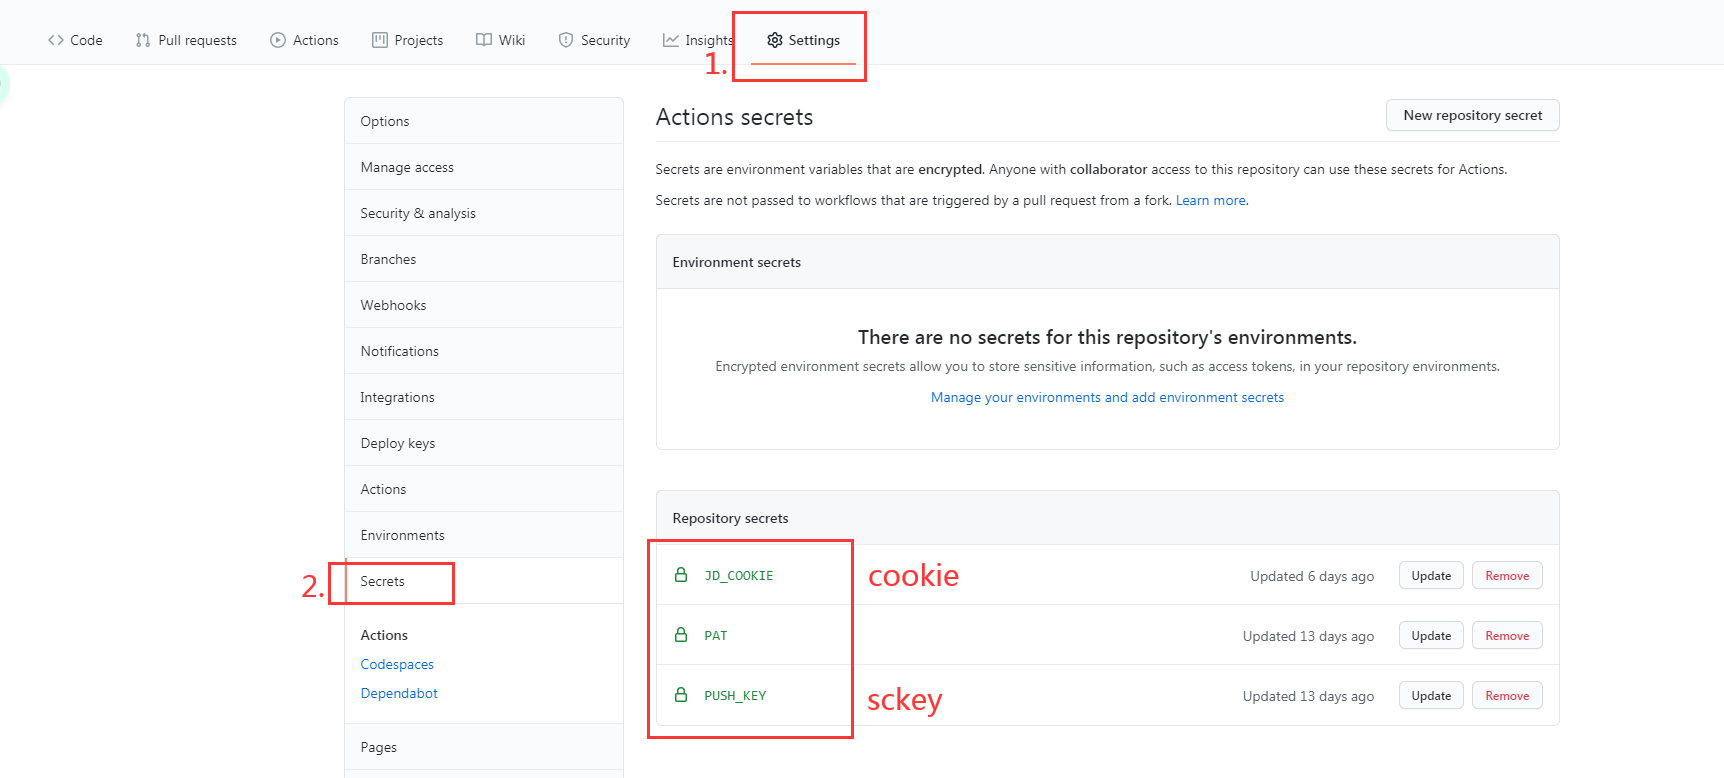 Code Pull requests Actions Projects Wiki Security Insights Settings
1.
Options
Manage access
Security & analysis
Branches
Webhooks
Notifications
Integrations
Deploy keys
Actions
Environments
2. Secrets
Actions
Codespaces
Dependabot
Pages
Actions secrets New repository secret
Secrets are environment variables that are encrypted. Anyone with collaborator access to this repository can use these secrets for Actions.
Secrets are not passed to workflows that are triggered by a pull request from a fork. Learn more.
Environment secrets
There are no secrets for this repository's environments.
Encrypted environment secrets allow you to store sensitive information, such as access tokens, in your repository environments.
Manage your environments and add environment secrets
Repository secrets
JD_COOKIE cookie Updated 6 days ago Update Remove
PAT Updated 13 days ago Update Remove
PUSH_KEY sckey Updated 13 days ago Update Remove